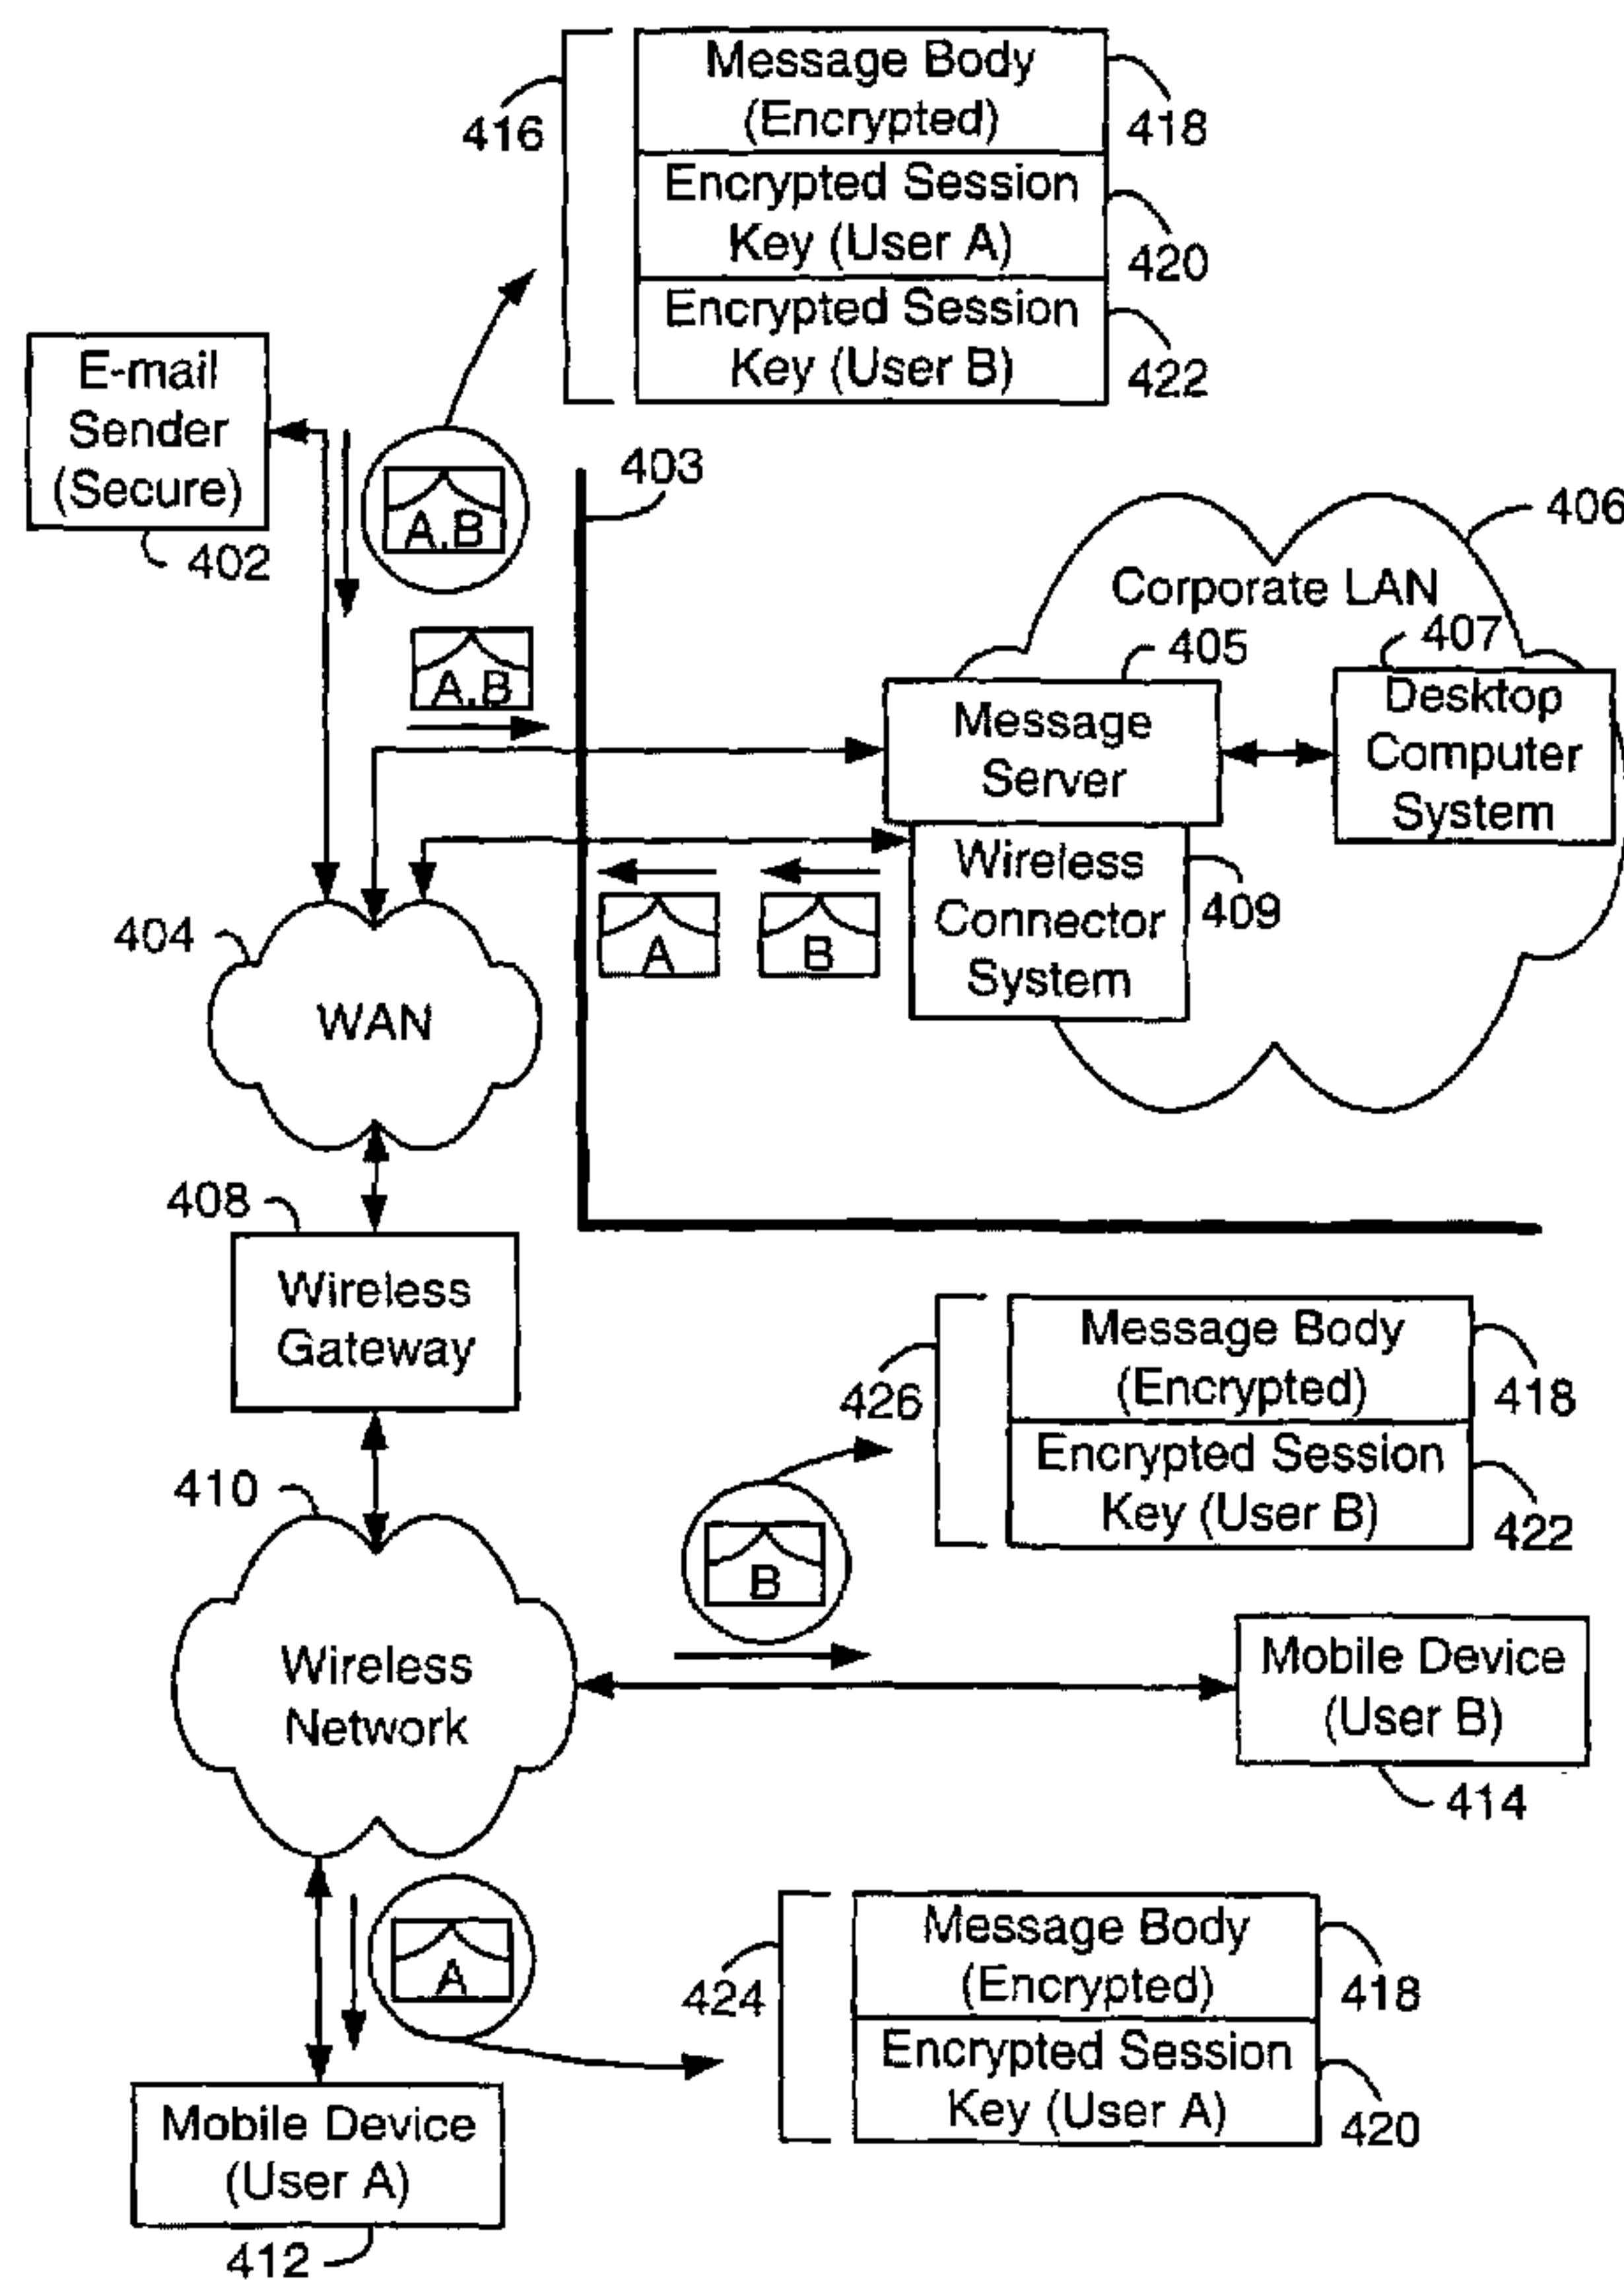 Message Body
(Encrypted)
416
418
Encrypted Session
Key (User A)
420
Encrypted Session
Key (User B)
422
E-mail
Sender
(Secure)
402
A,B
403
406
Corporate LAN
A,B
405
407
Message
Server
Desktop
Computer
System
404
WAN
A
B
Wireless
Connector
System
409
408
Wireless
Gateway
426
Message Body
(Encrypted)
418
Encrypted Session
Key (User B)
422
410
B
Wireless
Network
Mobile Device
(User B)
414
A
424
Message Body
(Encrypted)
418
Encrypted Session
Key (User A)
420
Mobile Device
(User A)
412